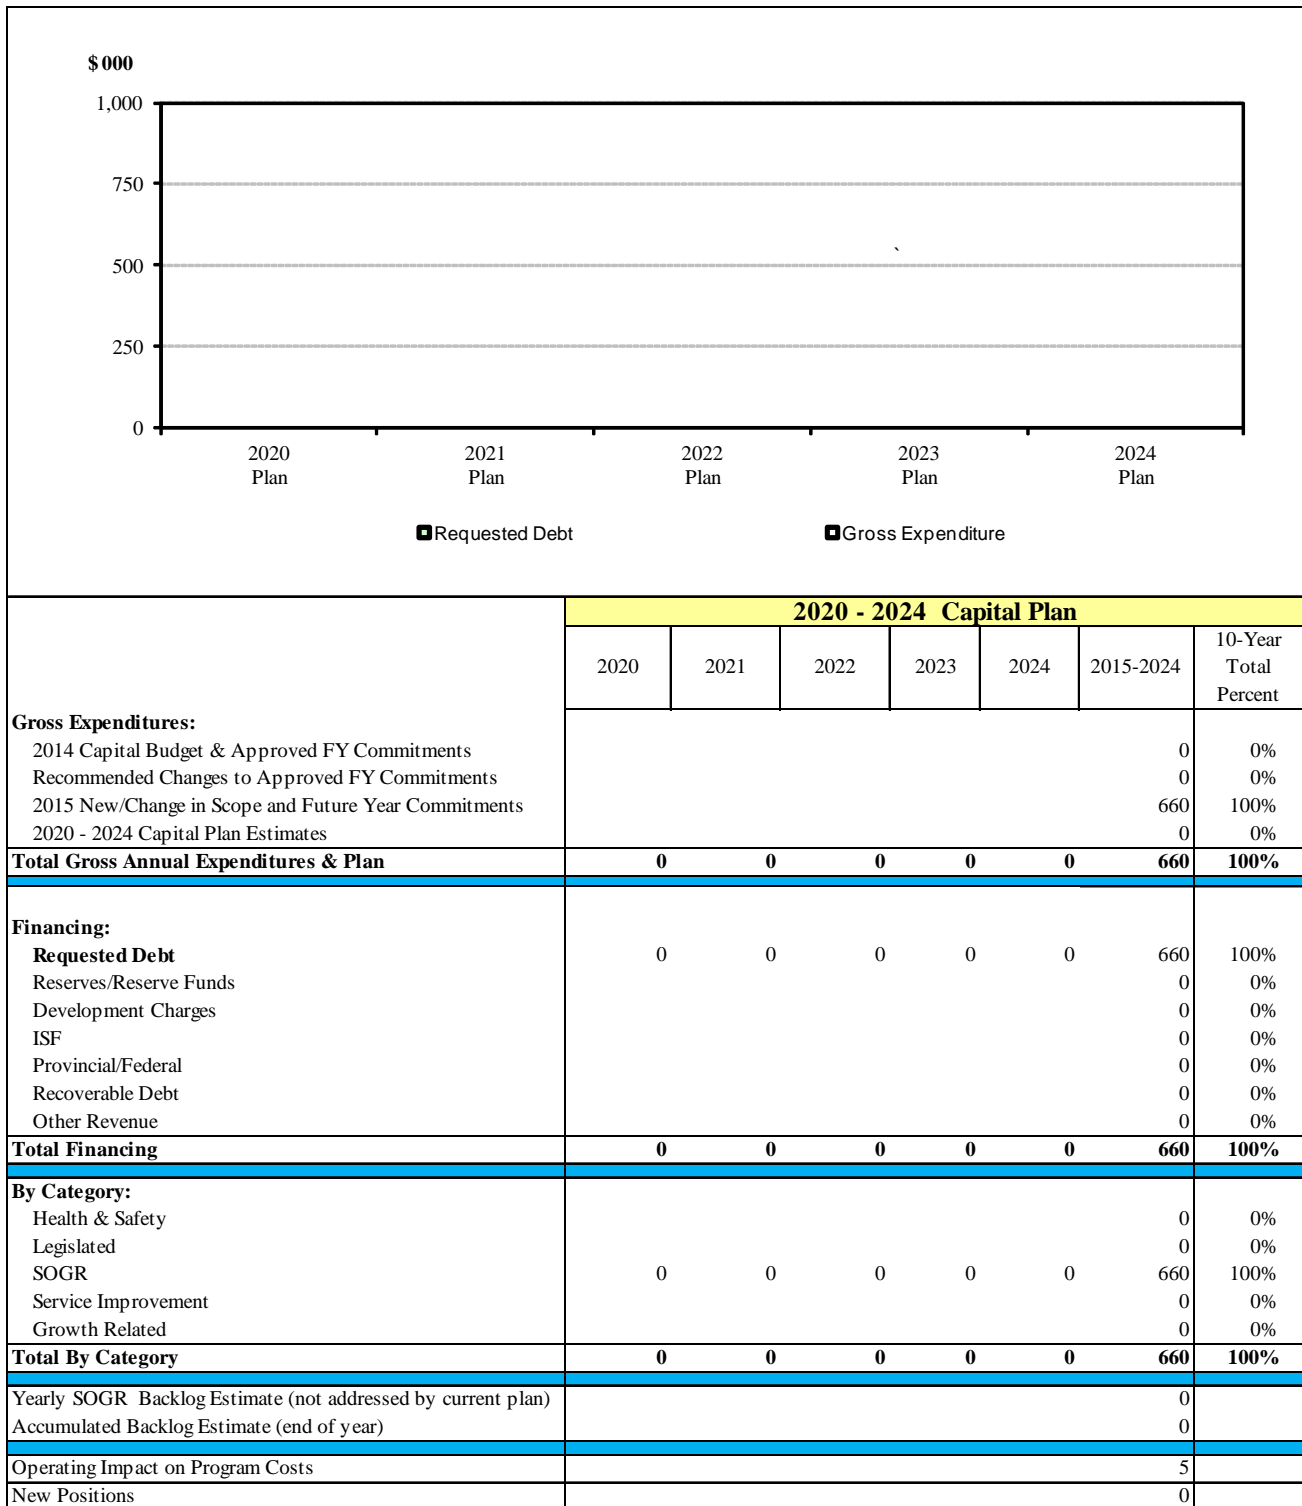 $000
1,000
750
`
500
250
0
2020 2021 2022 2023 2024
Plan Plan Plan Plan Plan
Requested Debt Gross Expenditure
2020 - 2024 Capital Plan
2020 2021 2022 2023 2024 2015-2024 10-Year Total Percent
Gross Expenditures:
2014 Capital Budget & Approved FY Commitments 0 0%
Recommended Changes to Approved FY Commitments 0 0%
2015 New/Change in Scope and Future Year Commitments 660 100%
2020 - 2024 Capital Plan Estimates 0 0%
Total Gross Annual Expenditures & Plan 0 0 0 0 0 660 100%
Financing:
Requested Debt 0 0 0 0 0 660 100%
Reserves/Reserve Funds 0 0%
Development Charges 0 0%
ISF 0 0%
Provincial/Federal 0 0%
Recoverable Debt 0 0%
Other Revenue 0 0%
Total Financing 0 0 0 0 0 660 100%
By Category:
Health & Safety 0 0%
Legislated 0 0%
SOGR 0 0 0 0 0 660 100%
Service Improvement 0 0%
Growth Related 0 0%
Total By Category 0 0 0 0 0 660 100%
Yearly SOGR Backlog Estimate (not addressed by current plan) 0
Accumulated Backlog Estimate (end of year) 0
Operating Impact on Program Costs 5
New Positions 0